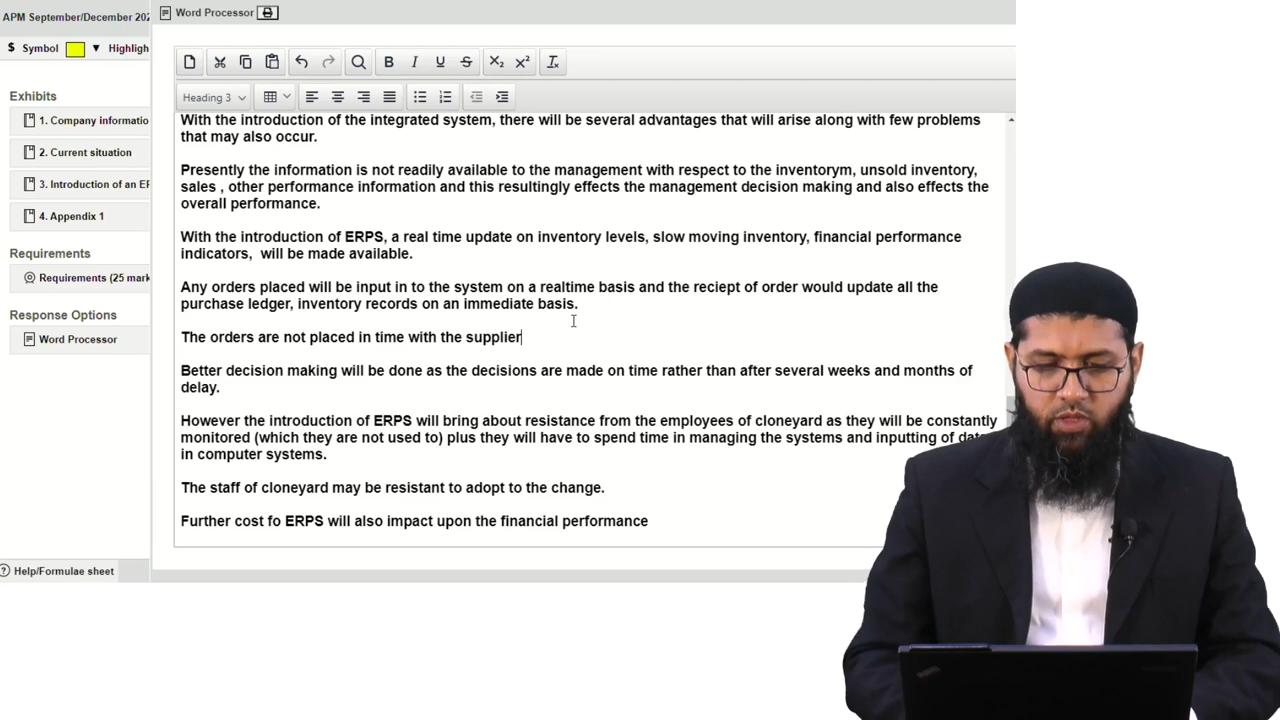 APM September/December 202
Word Processor
$ Symbol
Highligh
Heading 3
Exhibits
1. Company informatio
2. Current situation
3. Introduction of an ER
4. Appendix 1
Requirements
Requirements (25 mark
Response Options
Word Processor
Help/Formulae sheet
With the introduction of the integrated system, there will be several advantages that will arise along with few problems
that may also occur.
Presently the information is not readily available to the management with respect to the inventorym, unsold inventory,
sales , other performance information and this resultingly effects the management decision making and also effects the
overall performance.
With the introduction of ERPS, a real time update on inventory levels, slow moving inventory, financial performance
indicators,  will be made available.
Any orders placed will be input in to the system on a realtime basis and the reciept of order would update all the
purchase ledger, inventory records on an immediate basis.
The orders are not placed in time with the supplier
Better decision making will be done as the decisions are made on time rather than after several weeks and months of
delay.
However the introduction of ERPS will bring about resistance from the employees of cloneyard as they will be constantly
monitored (which they are not used to) plus they will have to spend time in managing the systems and inputting of data
in computer systems.
The staff of cloneyard may be resistant to adopt to the change.
Further cost fo ERPS will also impact upon the financial performance